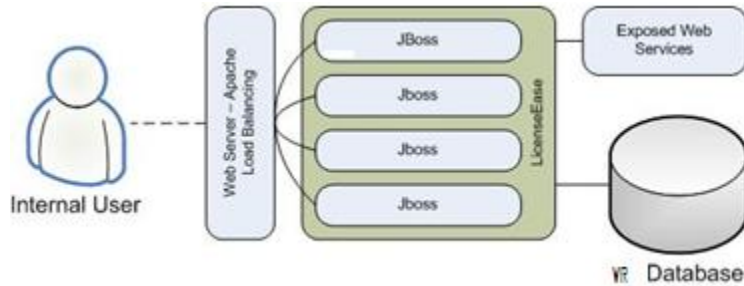 Internal User
Web Server – Apache
Load Balancing
JBoss
Jboss
Jboss
Jboss
LicenseEase
Exposed Web
Services
Database